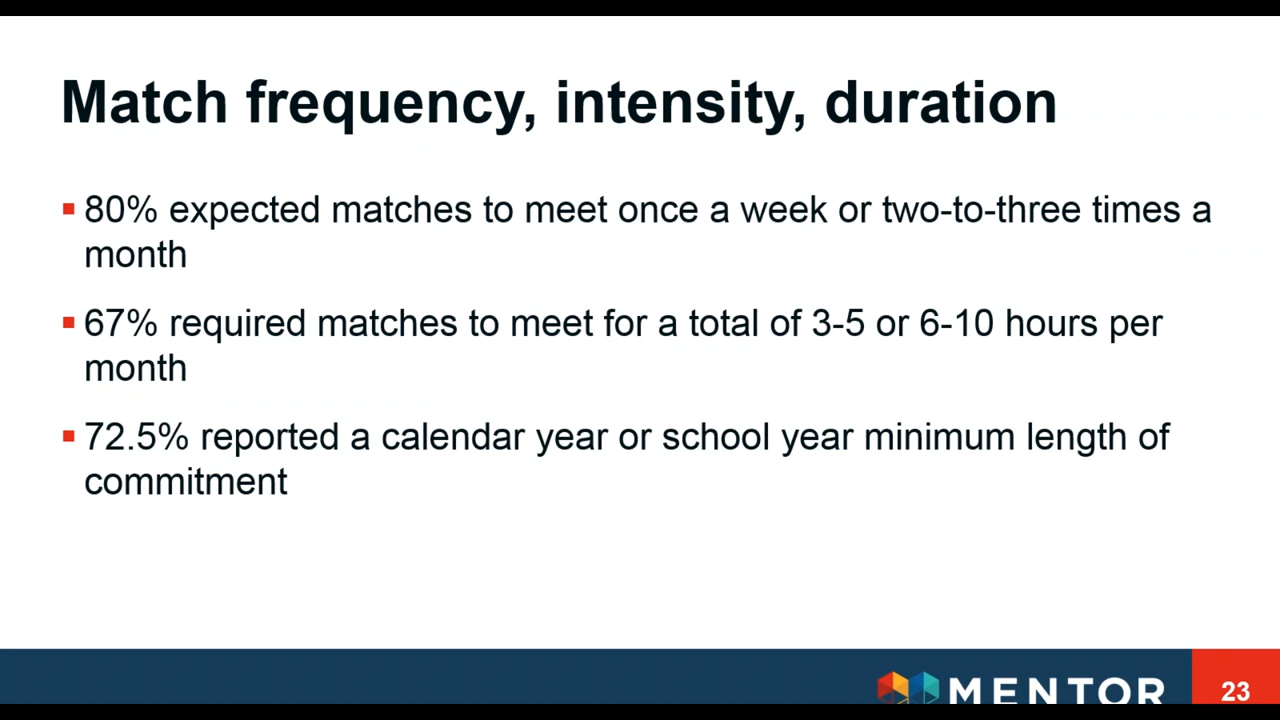 Match frequency, intensity, duration
80% expected matches to meet once a week or two-to-three times a
month
67% required matches to meet for a total of 3-5 or 6-10 hours per
month
72.5% reported a calendar year or school year minimum length of
commitment
MENTOR
23